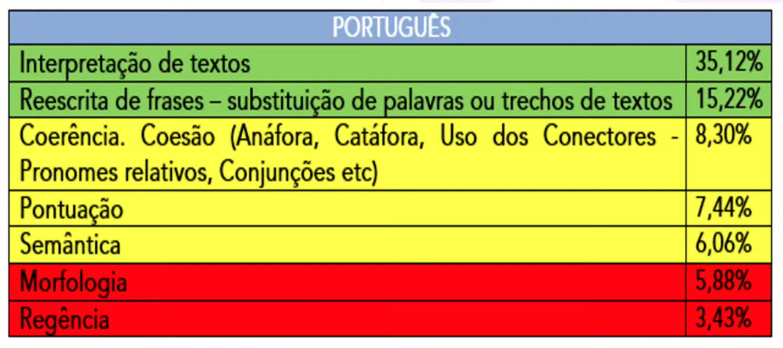 PORTUGUÊS
Interpretação de textos 35,12%
Reescrita de frases – substituição de palavras ou trechos de textos 15,22%
Coerência. Coesão (Anáfora, Catáfora, Uso dos Conectores - 8,30%
Pronomes relativos, Conjunções etc)
Pontuação 7,44%
Semântica 6,06%
Morfologia 5,88%
Regência 3,43%